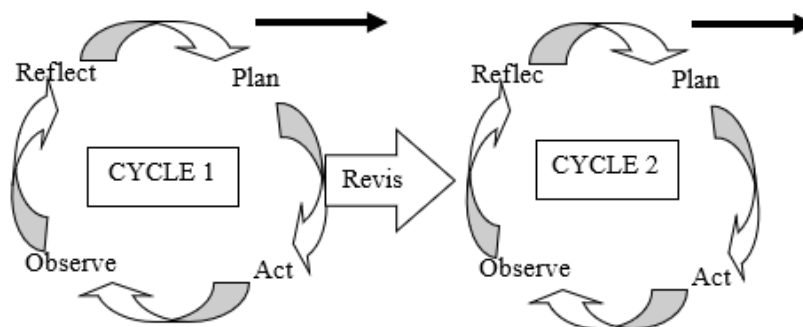 Reflect
Plan
CYCLE 1
Observe
Act
Revis
Reflec
Plan
CYCLE 2
Observe
Act